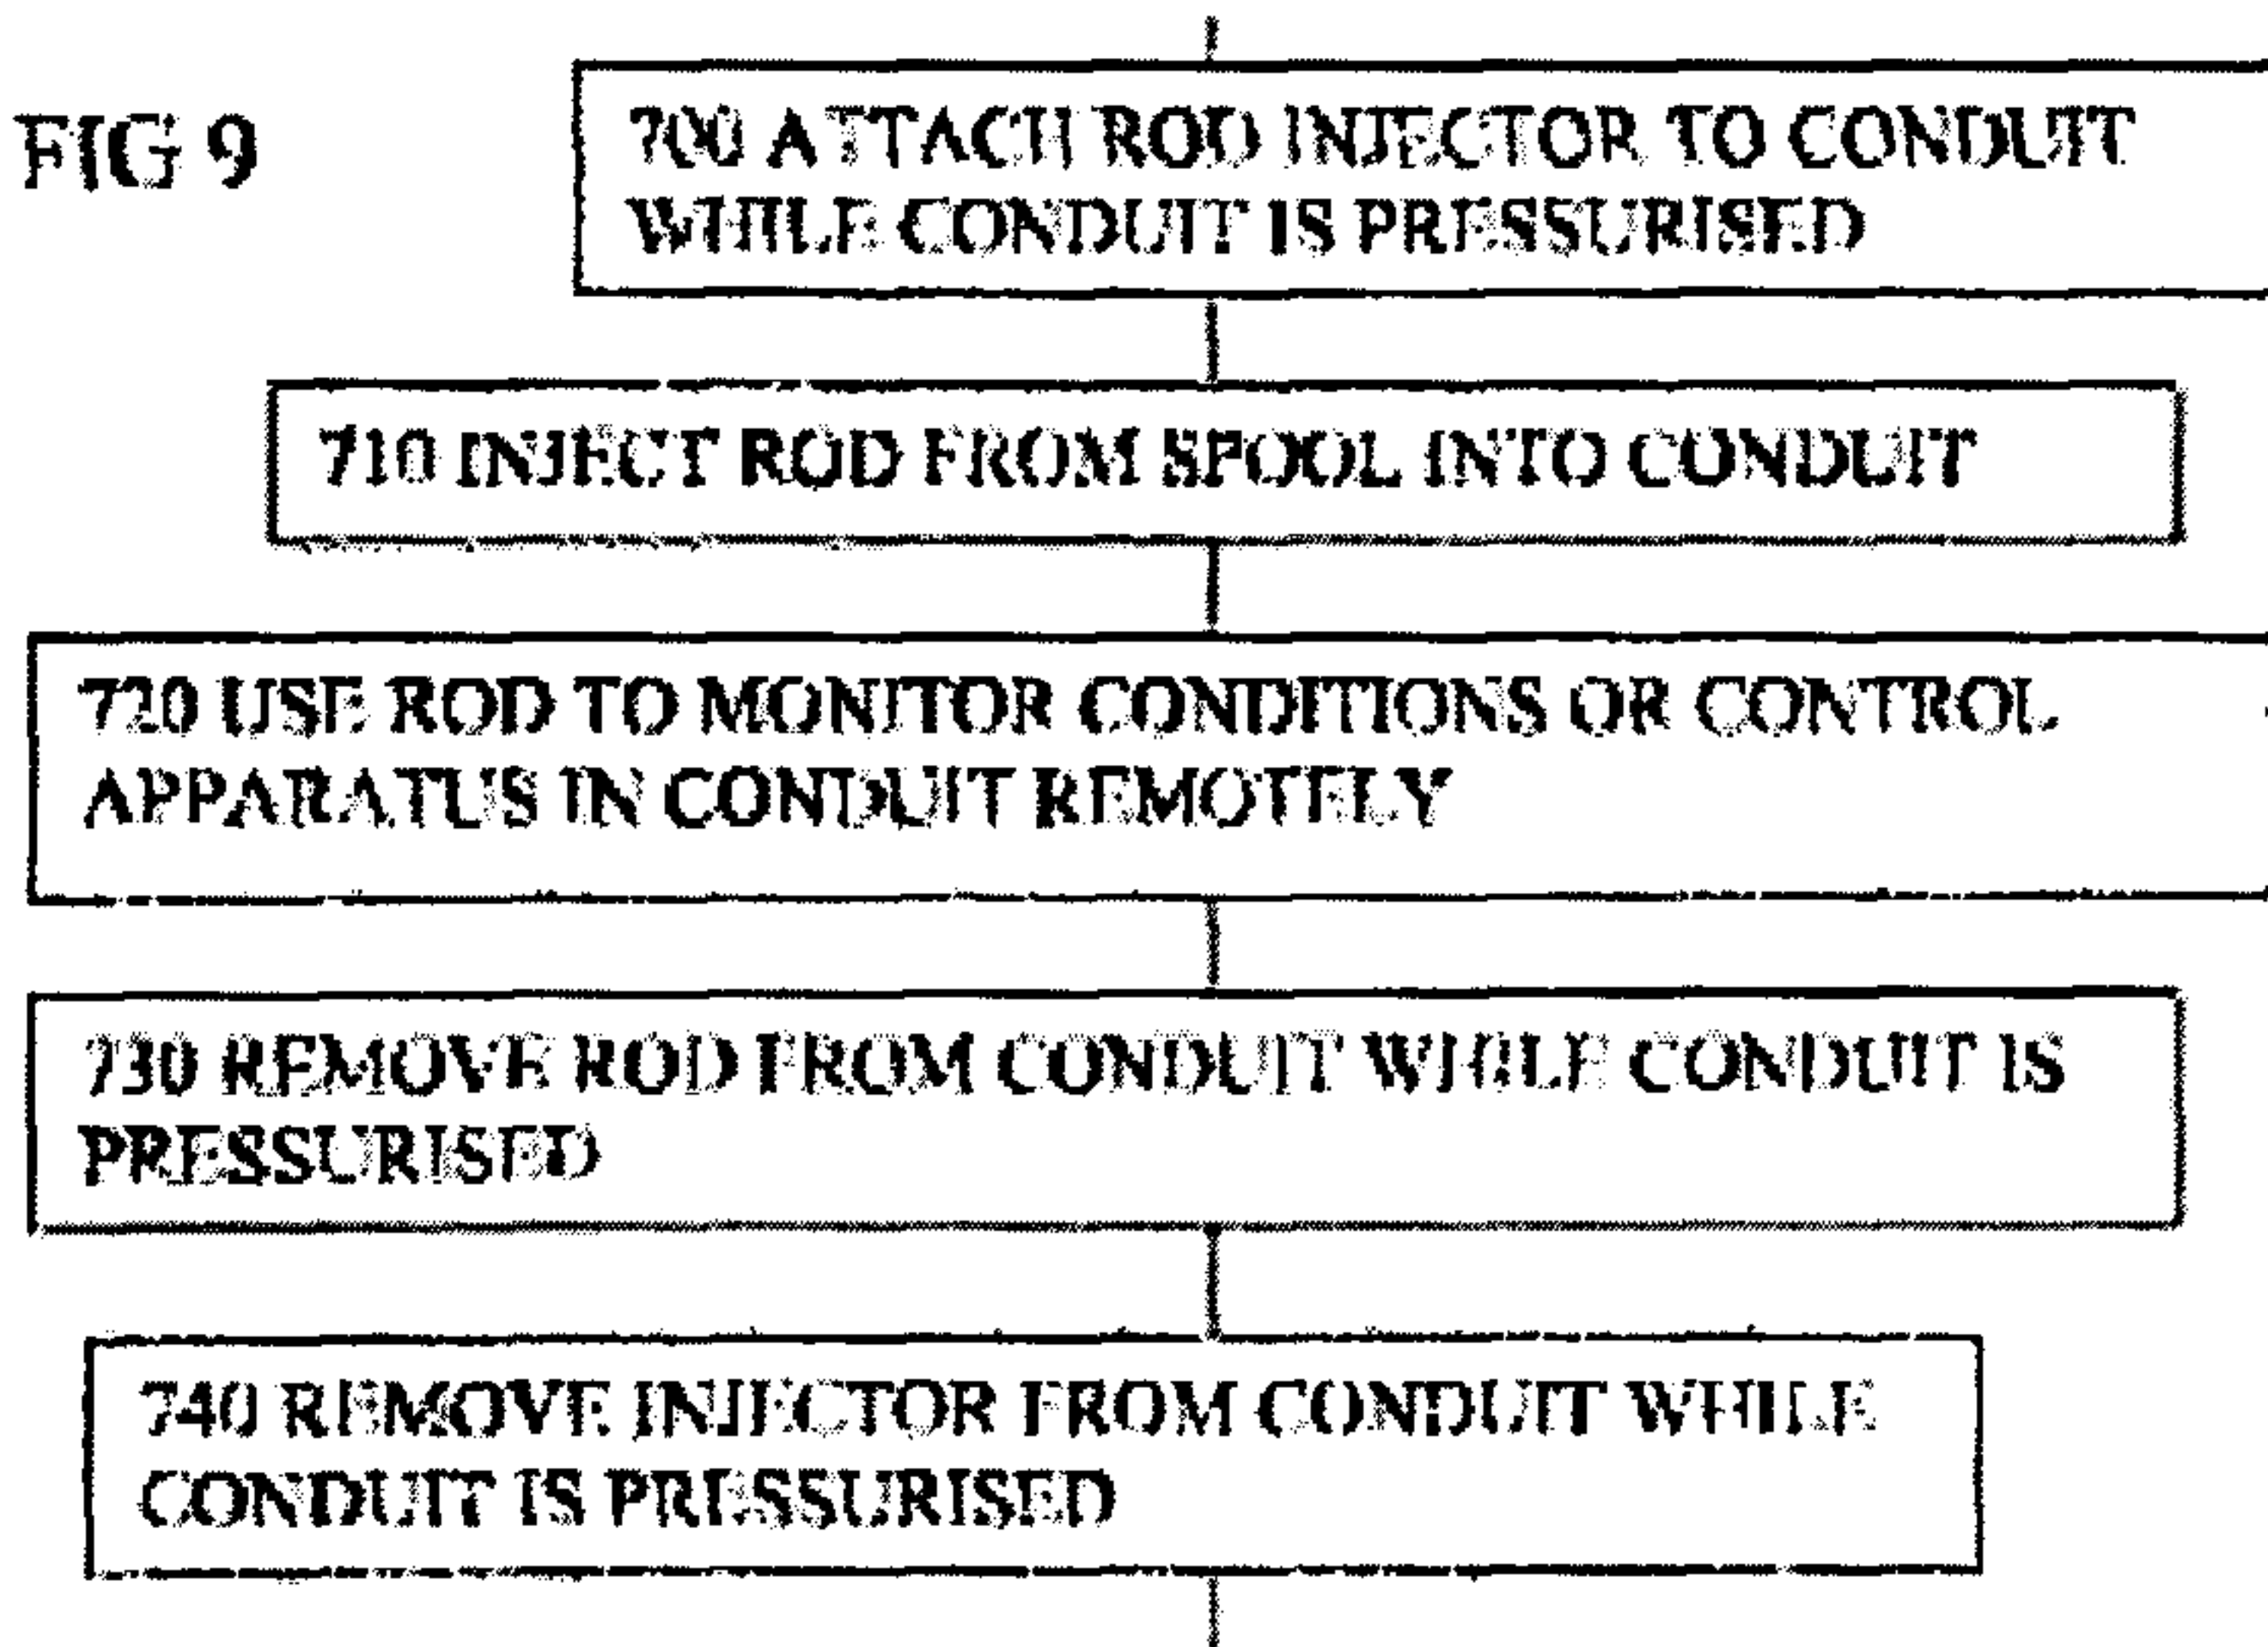 FIG 9
700 ATTACH ROD INJECTOR TO CONDUIT
WHILE CONDUIT IS PRESSURISED
710 INJECT ROD FROM SPOOL INTO CONDUIT
720 USE ROD TO MONITOR CONDITIONS OR CONTROL
APPARATUS IN CONDUIT REMOTELY
730 REMOVE ROD FROM CONDUIT WHILE CONDUIT IS
PRESSURISED
740 REMOVE INJECTOR FROM CONDUIT WHILE
CONDUIT IS PRESSURISED